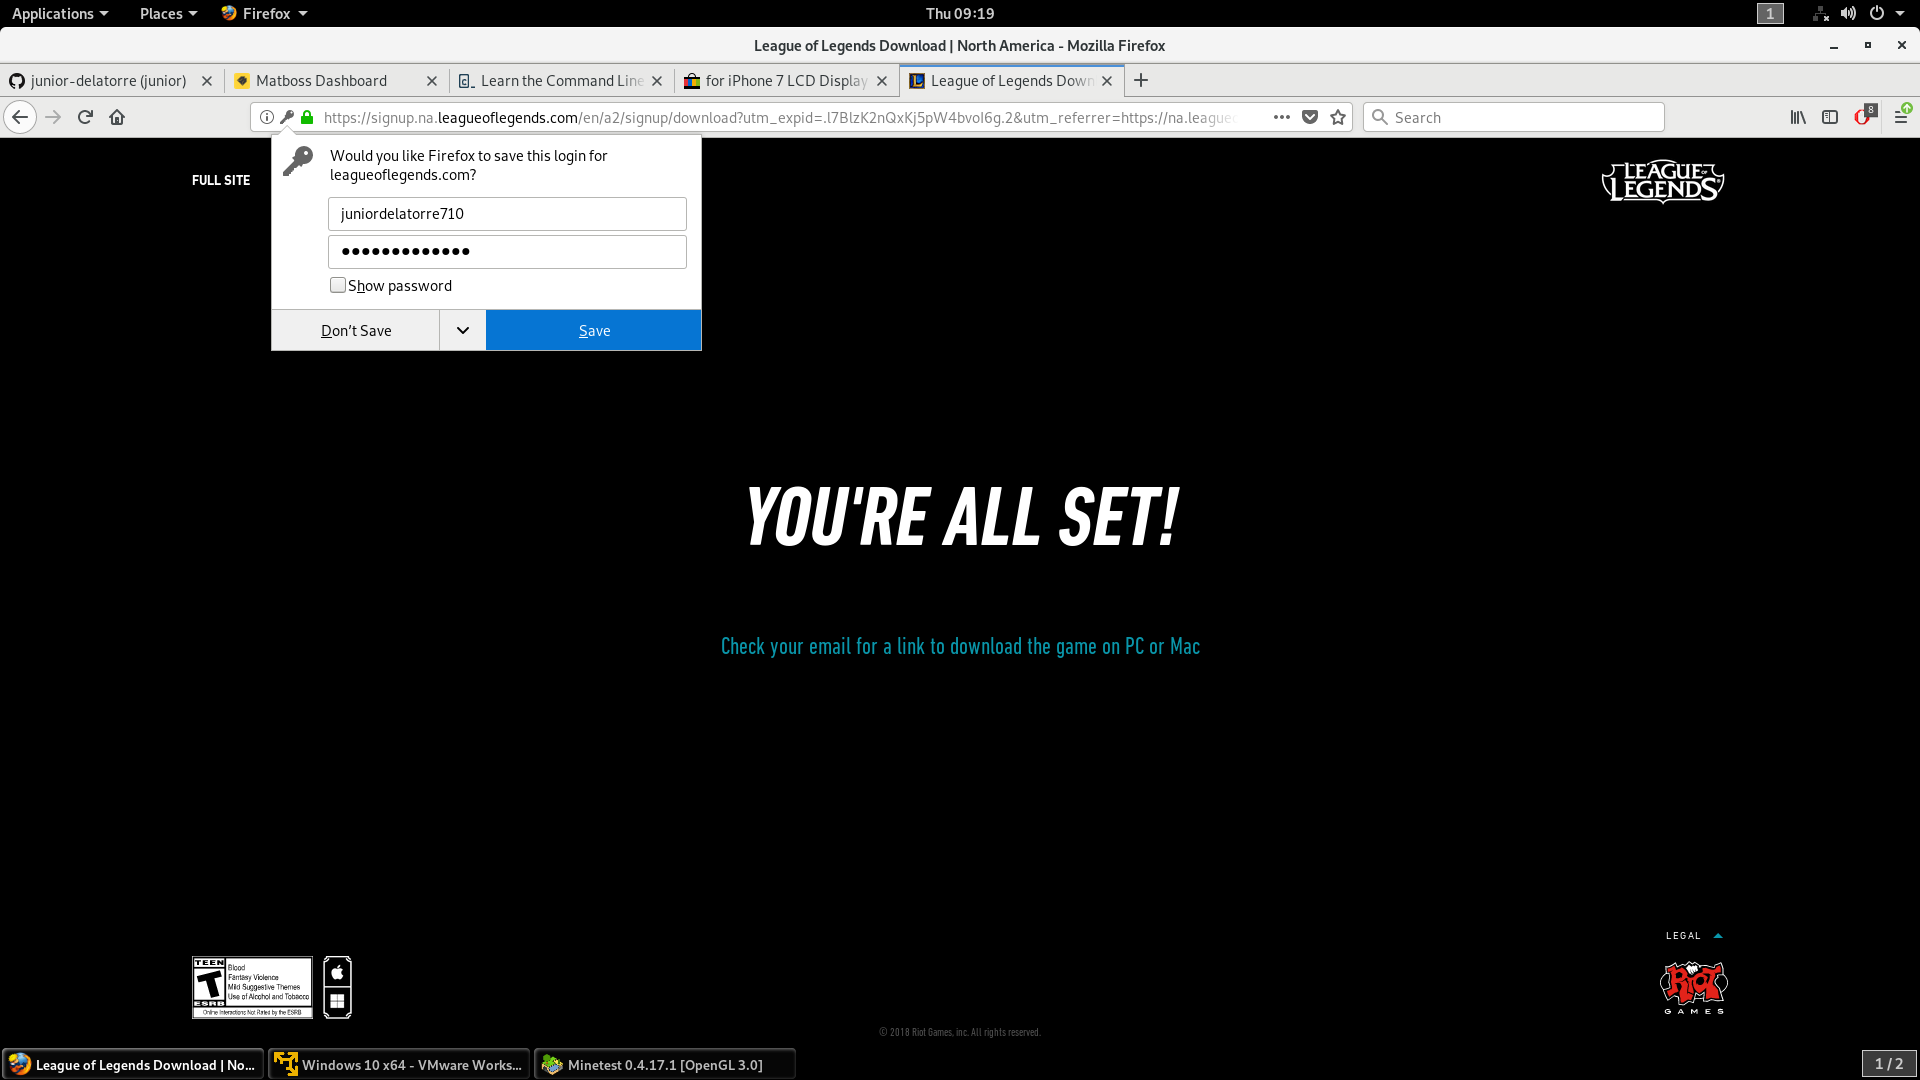 Applications Places Firefox Thu 09:19 1
League of Legends Download | North America - Mozilla Firefox
junior-delatorre (junior) Matboss Dashboard Learn the Command Line for iPhone 7 LCD Display League of Legends Down
https://signup.na.leagueoflegends.com/en/a2/signup/download?utm_expid=.l7BlzK2nQxKj5pW4bvol6g.2&utm_referrer=https://na.league Search 8
Would you like Firefox to save this login for
leagueoflegends.com?
juniordelatorre710
•••••••••••••
Show password
Don't Save Save
FULL SITE
LEAGUE OF
LEGENDS
YOU'RE ALL SET!
Check your email for a link to download the game on PC or Mac
LEGAL
TEEN
T
ESRB
Blood
Fantasy Violence
Mild Suggestive Themes
Use of Alcohol and Tobacco
Online Interactions Not Rated by the ESRB
RIOT
GAMES
© 2018 Riot Games, inc. All rights reserved.
League of Legends Download | No... Windows 10 x64 - VMware Works... Minetest 0.4.17.1 [OpenGL 3.0] 1 / 2